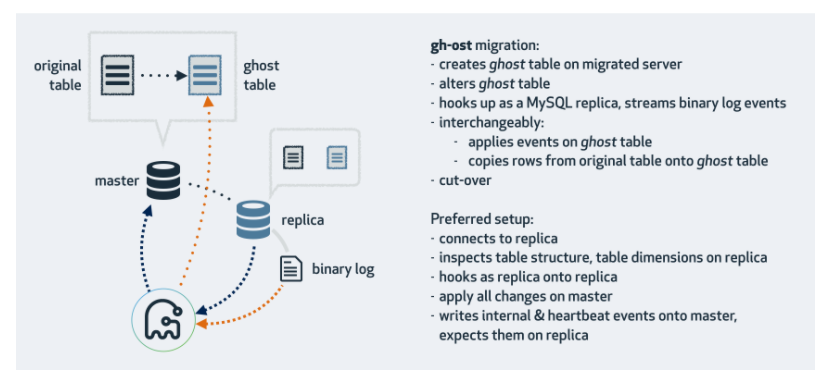 original
table
ghost
table
master
replica
binary log
gh-ost migration:
- creates ghost table on migrated server
- alters ghost table
- hooks up as a MySQL replica, streams binary log events
- interchangeably:
- applies events on ghost table
- copies rows from original table onto ghost table
- cut-over
Preferred setup:
- connects to replica
- inspects table structure, table dimensions on replica
- hooks as replica onto replica
- apply all changes on master
- writes internal & heartbeat events onto master,
expects them on replica